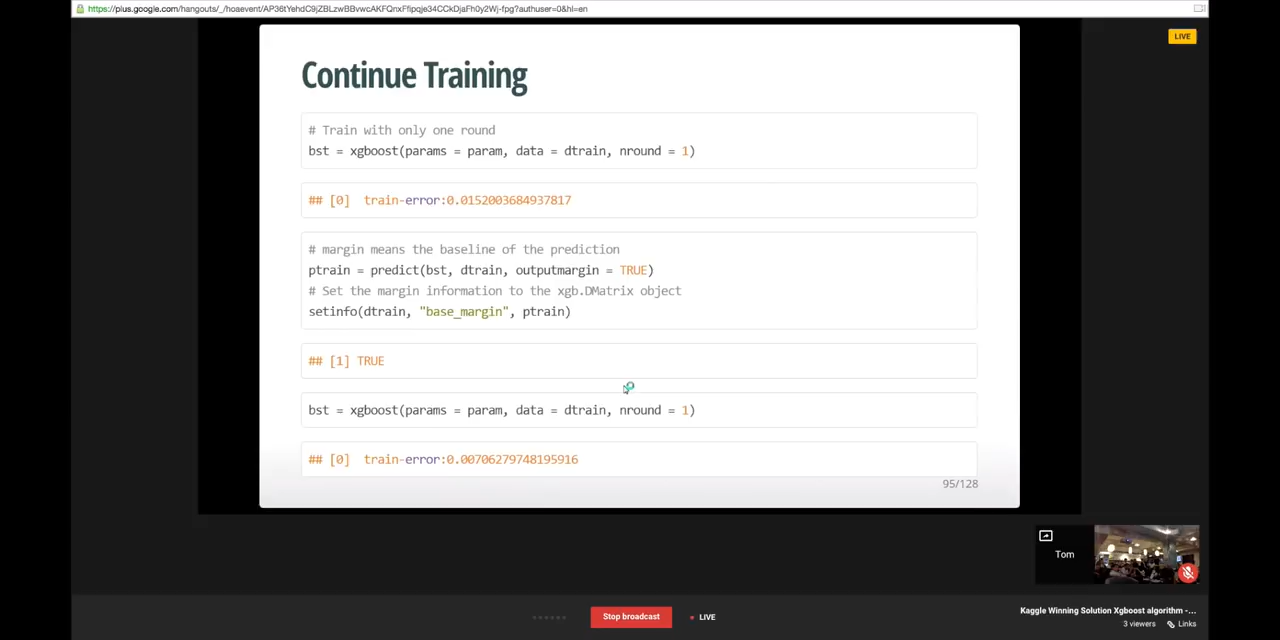 https://plus.google.com/hangouts/_/hoaevent/AP36tYehdC9jZBLzwBBvwcAKFQnxFfipqje34CCkDjaFh0y2Wj-fpg?authuser=0&hl=en
LIVE
Continue Training
# Train with only one round
bst = xgboost(params = param, data = dtrain, nround = 1)
## [0]  train-error:0.0152003684937817
# margin means the baseline of the prediction
ptrain = predict(bst, dtrain, outputmargin = TRUE)
# Set the margin information to the xgb.DMatrix object
setinfo(dtrain, "base_margin", ptrain)
## [1] TRUE
bst = xgboost(params = param, data = dtrain, nround = 1)
## [0]  train-error:0.00706279748195916
95/128
Tom
Stop broadcast
LIVE
Kaggle Winning Solution Xgboost algorithm -...
3 viewers
Links